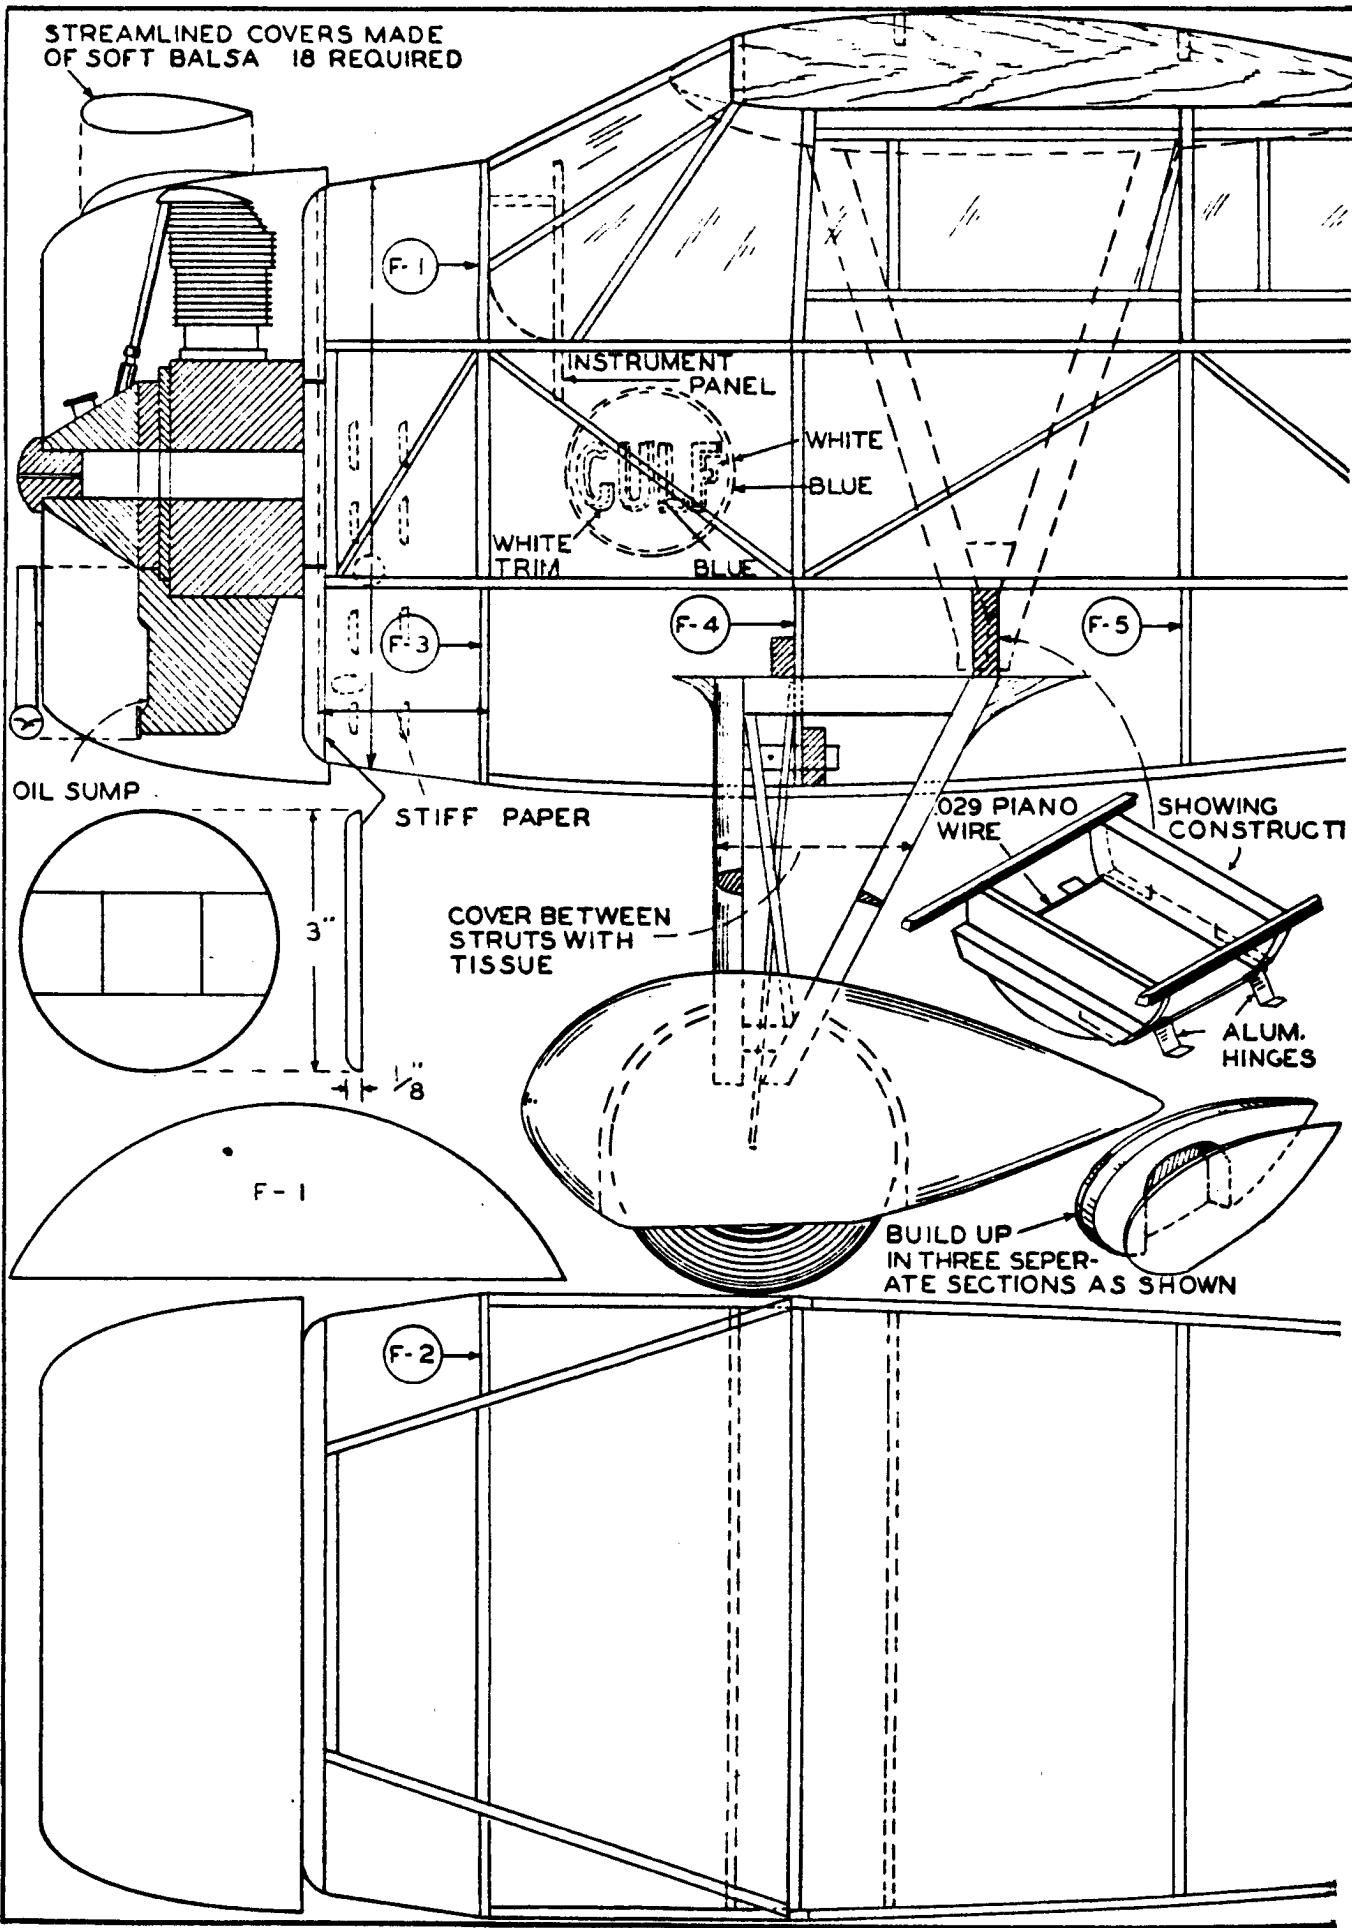 STREAMLINED COVERS MADE
OF SOFT BALSA 18 REQUIRED
F-1
INSTRUMENT
PANEL
GULF
WHITE
BLUE
WHITE
TRIM
BLUE
F-3
F-4
F-5
OIL SUMP
STIFF PAPER
.029 PIANO
WIRE
SHOWING
CONSTRUCTI
3"
1/8"
COVER BETWEEN
STRUTS WITH
TISSUE
ALUM.
HINGES
F-1
BUILD UP
IN THREE SEPER-
ATE SECTIONS AS SHOWN
F-2